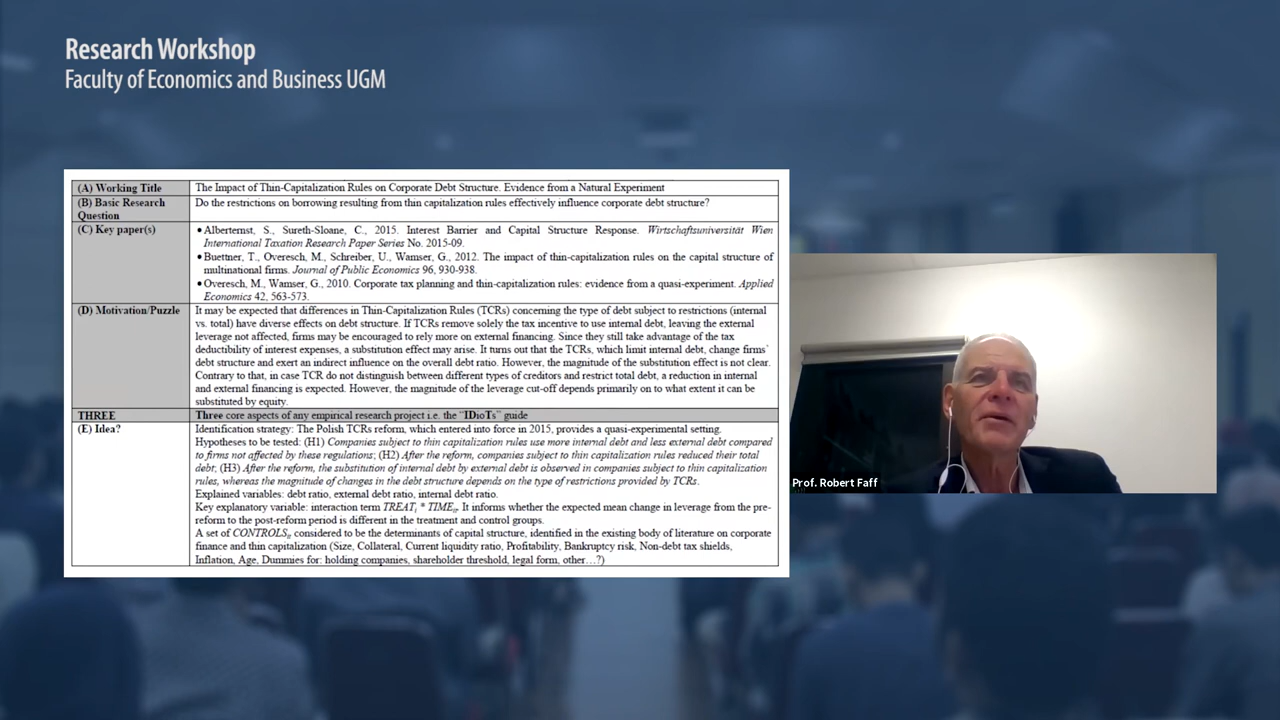 Research Workshop
Faculty of Economics and Business UGM
(A) Working Title
The Impact of Thin-Capitalization Rules on Corporate Debt Structure. Evidence from a Natural Experiment
(B) Basic Research
Question
Do the restrictions on borrowing resulting from thin capitalization rules effectively influence corporate debt structure?
(C) Key paper(s)
• Alberternst, S., Sureth-Sloane, C., 2015. Interest Barrier and Capital Structure Response. Wirtschaftsuniversität Wien
International Taxation Research Paper Series No. 2015-09.
• Buettner, T., Overesch, M., Schreiber, U., Wamser, G., 2012. The impact of thin-capitalization rules on the capital structure of
multinational firms. Journal of Public Economics 96, 930-938.
• Overesch, M., Wamser, G., 2010. Corporate tax planning and thin-capitalization rules: evidence from a quasi-experiment. Applied
Economics 42, 563-573.
(D) Motivation/Puzzle
It may be expected that differences in Thin-Capitalization Rules (TCRs) concerning the type of debt subject to restrictions (internal
vs. total) have diverse effects on debt structure. If TCRs remove solely the tax incentive to use internal debt, leaving the external
leverage not affected, firms may be encouraged to rely more on external financing. Since they still take advantage of the tax
deductibility of interest expenses, a substitution effect may arise. It turns out that the TCRs, which limit internal debt, change firms'
debt structure and exert an indirect influence on the overall debt ratio. However, the magnitude of the substitution effect is not clear.
Contrary to that, in case TCR do not distinguish between different types of creditors and restrict total debt, a reduction in internal
and external financing is expected. However, the magnitude of the leverage cut-off depends primarily on to what extent it can be
substituted by equity.
THREE
Three core aspects of any empirical research project i.e. the "IDioTs" guide
(E) Idea?
Identification strategy: The Polish TCRs reform, which entered into force in 2015, provides a quasi-experimental setting.
Hypotheses to be tested: (H1) Companies subject to thin capitalization rules use more internal debt and less external debt compared
to firms not affected by these regulations; (H2) After the reform, companies subject to thin capitalization rules reduced their total
debt; (H3) After the reform, the substitution of internal debt by external debt is observed in companies subject to thin capitalization
rules, whereas the magnitude of changes in the debt structure depends on the type of restrictions provided by TCRs.
Explained variables: debt ratio, external debt ratio, internal debt ratio.
Key explanatory variable: interaction term TREATi * TIMEit. It informs whether the expected mean change in leverage from the pre-
reform to the post-reform period is different in the treatment and control groups.
A set of CONTROLSit considered to be the determinants of capital structure, identified in the existing body of literature on corporate
finance and thin capitalization (Size, Collateral, Current liquidity ratio, Profitability, Bankruptcy risk, Non-debt tax shields,
Inflation, Age, Dummies for: holding companies, shareholder threshold, legal form, other…?)
Prof. Robert Faff